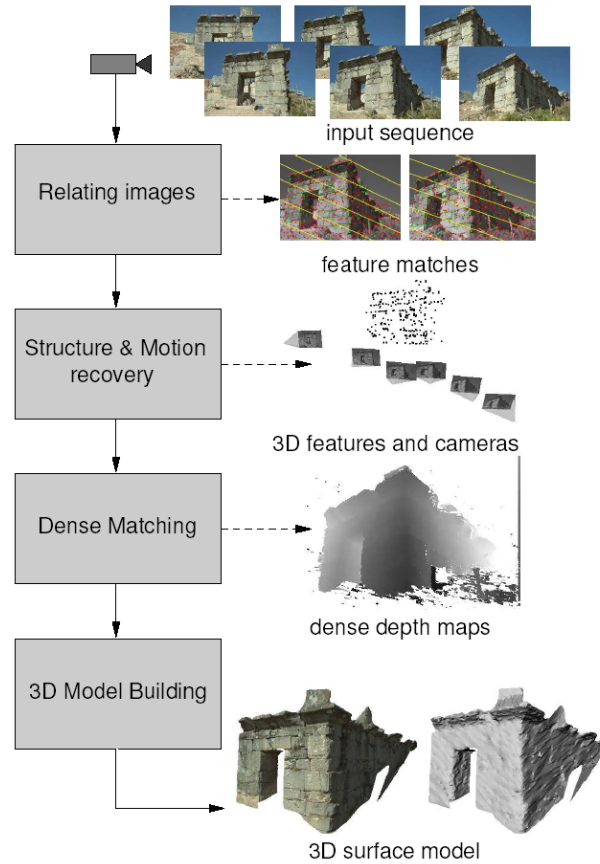 input sequence
Relating images
feature matches
Structure & Motion
recovery
3D features and cameras
Dense Matching
dense depth maps
3D Model Building
3D surface model